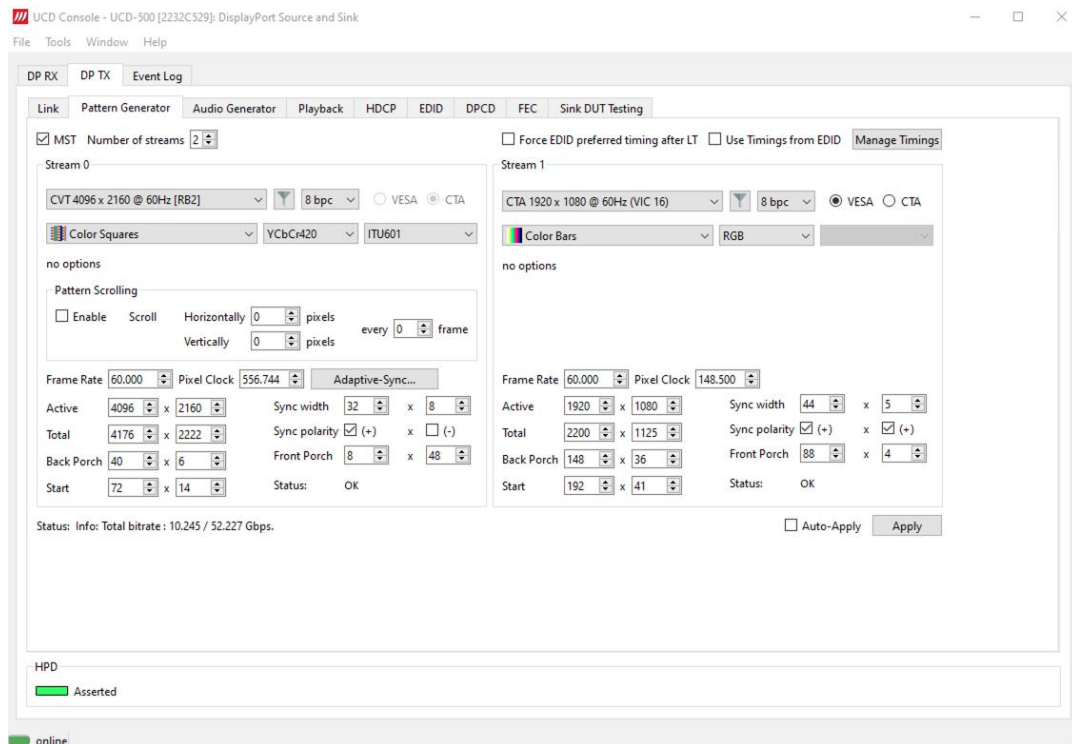 UCD Console - UCD-500 [2232C529]: DisplayPort Source and Sink
File Tools Window Help
DP RX DP TX Event Log
Link Pattern Generator Audio Generator Playback HDCP EDID DPCD FEC Sink DUT Testing
MST Number of streams 2 Force EDID preferred timing after LT Use Timings from EDID Manage Timings
Stream 0
CVT 4096 x 2160 @ 60Hz [RB2] 8 bpc VESA CTA
Color Squares YCbCr420 ITU601
no options
Pattern Scrolling
Enable Scroll Horizontally 0 pixels
every 0 frame
Vertically 0 pixels
Frame Rate 60.000 Pixel Clock 556.744 Adaptive-Sync...
Active 4096 x 2160 Sync width 32 x 8
Total 4176 x 2222 Sync polarity (+) x (-)
Back Porch 40 x 6 Front Porch 8 x 48
Start 72 x 14 Status: OK
Stream 1
CTA 1920 x 1080 @ 60Hz (VIC 16) 8 bpc VESA CTA
Color Bars RGB
no options
Frame Rate 60.000 Pixel Clock 148.500
Active 1920 x 1080 Sync width 44 x 5
Total 2200 x 1125 Sync polarity (+) x (+)
Back Porch 148 x 36 Front Porch 88 x 4
Start 192 x 41 Status: OK
Status: Info: Total bitrate : 10.245 / 52.227 Gbps. Auto-Apply Apply
HPD
Asserted
online